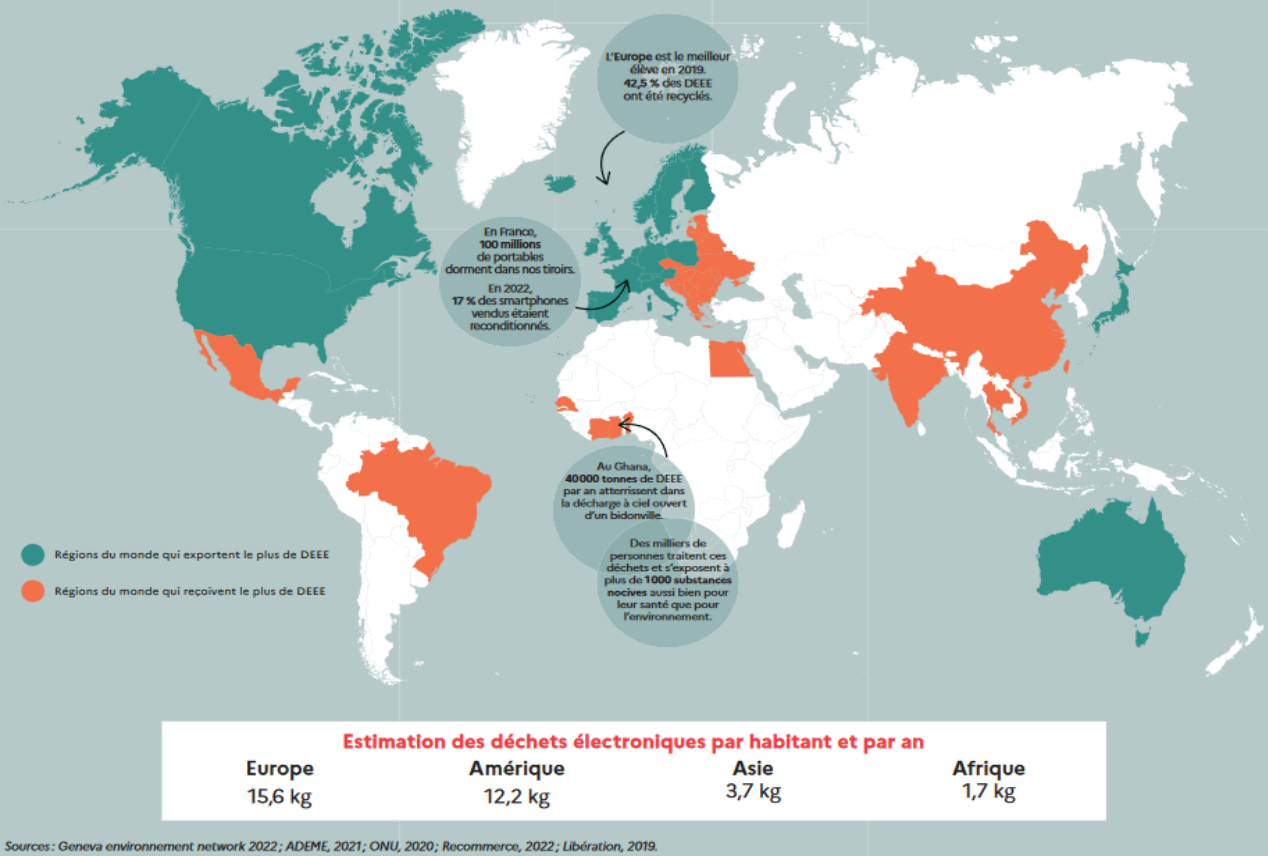 L'Europe est le meilleur
élève en 2019.
42,5 % des DEEE
ont été recyclés.
En France,
100 millions
de portables
dorment dans nos tiroirs.
En 2022,
17 % des smartphones
vendus étaient
reconditionnés.
Au Ghana,
40 000 tonnes de DEEE
par an atterrissent dans
la décharge à ciel ouvert
d'un bidonville.
Des milliers de
personnes traitent ces
déchets et s'exposent à
plus de 1 000 substances
nocives aussi bien pour
leur santé que pour
l'environnement.
Régions du monde qui exportent le plus de DEEE
Régions du monde qui reçoivent le plus de DEEE
Estimation des déchets électroniques par habitant et par an
Europe Amérique Asie Afrique
15,6 kg 12,2 kg 3,7 kg 1,7 kg
Sources : Geneva environnement network 2022 ; ADEME, 2021 ; ONU, 2020 ; Recommerce, 2022 ; Libération, 2019.